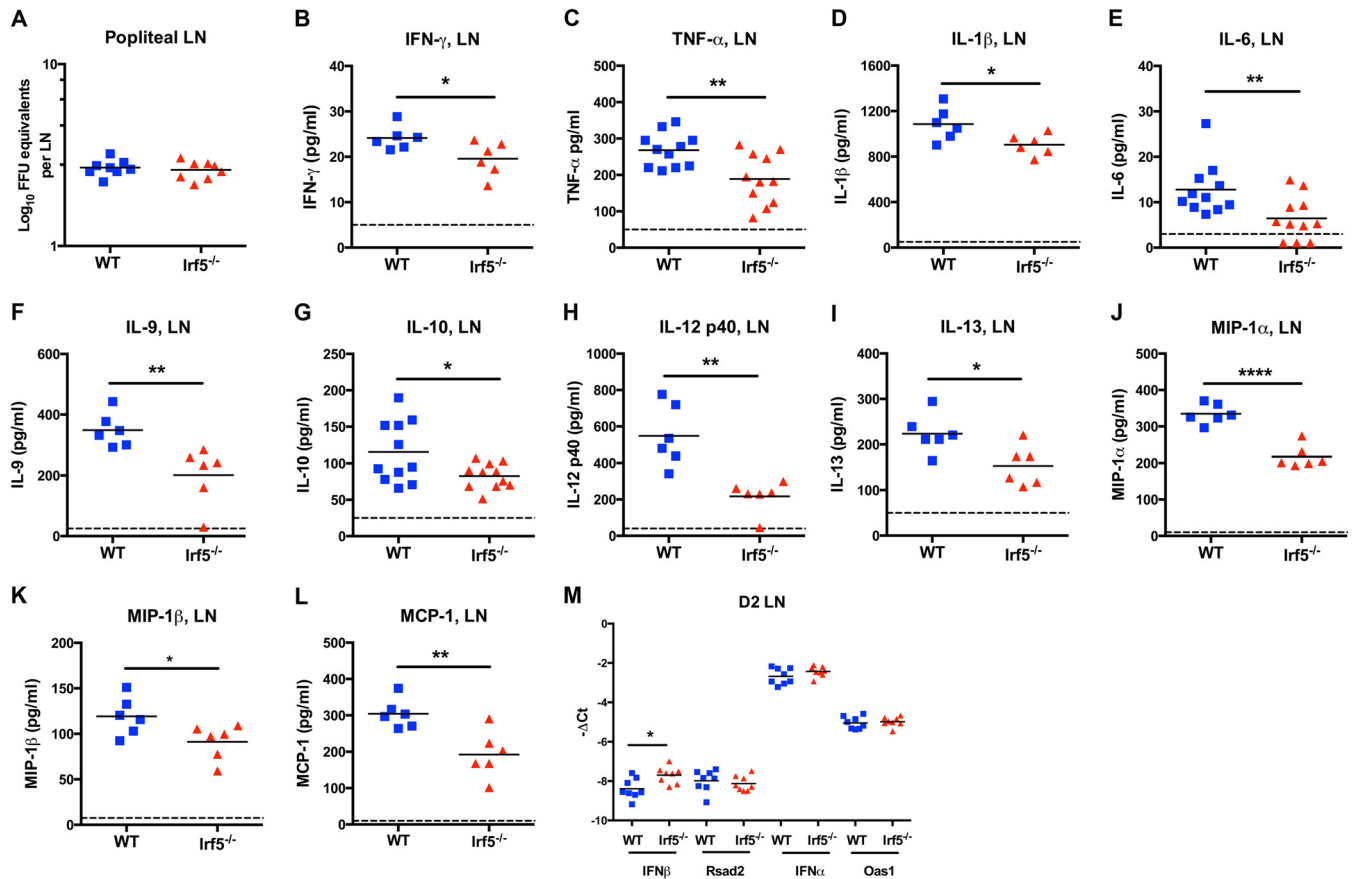 A
Popliteal LN
Log10 FFU equivalents
per LN
10
1
WT
Irf5-/-
B
IFN-γ, LN
*
IFN-γ (pg/ml)
40
30
20
10
0
WT
Irf5-/-
C
TNF-α, LN
**
TNF-α pg/ml)
500
400
300
200
100
0
WT
Irf5-/-
D
IL-1β, LN
*
IL-1β (pg/ml)
1600
1200
800
400
0
WT
Irf5-/-
E
IL-6, LN
**
IL-6 (pg/ml)
40
30
20
10
0
WT
Irf5-/-
F
IL-9, LN
**
IL-9 (pg/ml)
600
400
200
0
WT
Irf5-/-
G
IL-10, LN
*
IL-10 (pg/ml)
250
200
150
100
50
0
WT
Irf5-/-
H
IL-12 p40, LN
**
IL-12 p40 (pg/ml)
1000
800
600
400
200
0
WT
Irf5-/-
I
IL-13, LN
*
IL-13 (pg/ml)
400
300
200
100
0
WT
Irf5-/-
J
MIP-1α, LN
****
MIP-1α (pg/ml)
500
400
300
200
100
0
WT
Irf5-/-
K
MIP-1β, LN
*
MIP-1β (pg/ml)
200
150
100
50
0
WT
Irf5-/-
L
MCP-1, LN
**
MCP-1 (pg/ml)
500
400
300
200
100
0
WT
Irf5-/-
M
D2 LN
*
-ΔCt
0
-2
-4
-6
-8
-10
WT Irf5-/- WT Irf5-/- WT Irf5-/- WT Irf5-/-
IFNβ Rsad2 IFNα Oas1